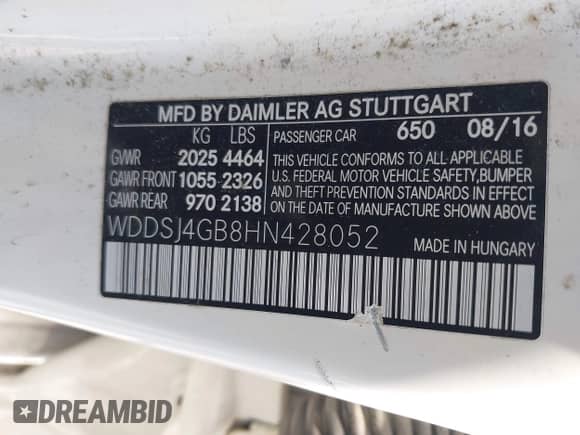 MFD BY DAIMLER AG STUTTGART
KG LBS PASSENGER CAR 650 08/16
GVWR 2025 4464
GAWR FRONT 1055 2326
GAWR REAR 970 2138
THIS VEHICLE CONFORMS TO ALL APPLICABLE
U.S. FEDERAL MOTOR VEHICLE SAFETY,BUMPER
AND THEFT PREVENTION STANDARDS IN EFFECT
ON THE DATE OF MANUFACTURE SHOWN ABOVE.
WDDSJ4GB8HN428052
MADE IN HUNGARY
DREAMBID